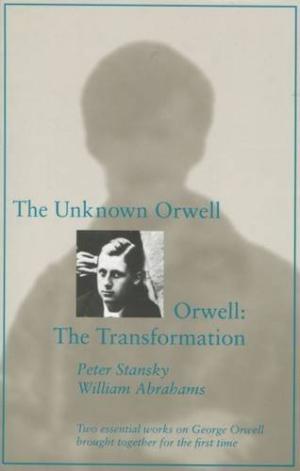 The Unknown Orwell
Orwell:
The Transformation
Peter Stansky
William Abrahams
Two essential works on George Orwell
brought together for the first time